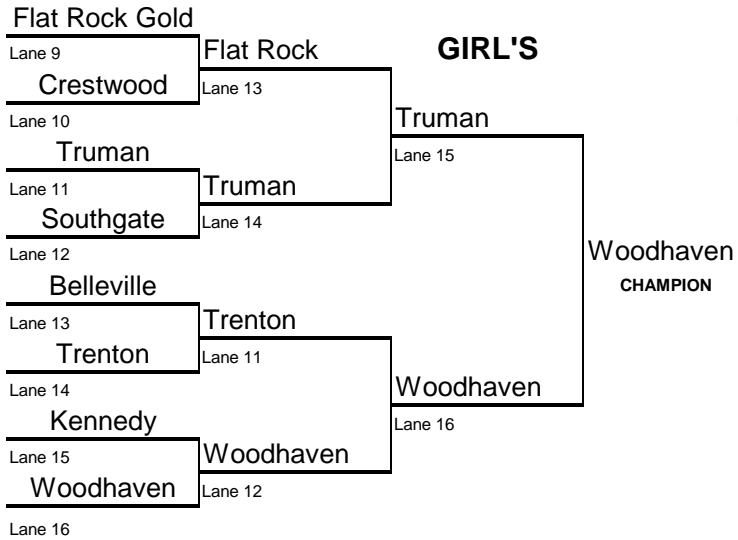 Flat Rock Gold
Lane 9
Flat Rock
GIRL'S
Crestwood
Lane 13
Lane 10
Truman
Truman
Lane 15
Lane 11
Truman
Southgate
Lane 14
Lane 12
Woodhaven
CHAMPION
Belleville
Lane 13
Trenton
Trenton
Lane 11
Lane 14
Woodhaven
Kennedy
Lane 16
Lane 15
Woodhaven
Woodhaven
Lane 12
Lane 16